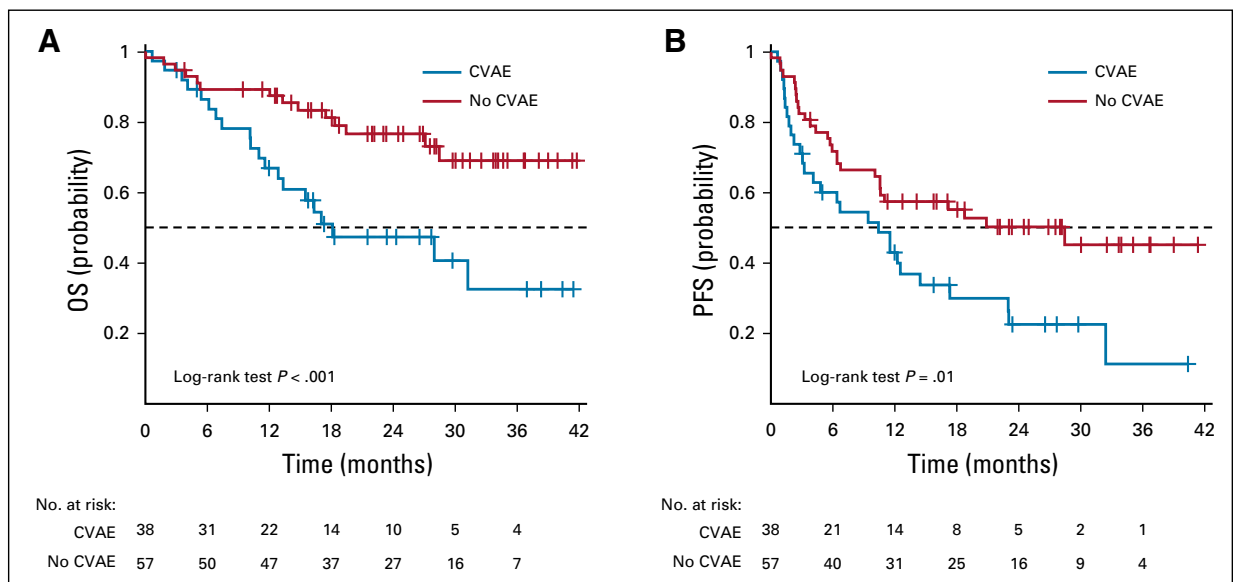 A
OS (probability)
1
0.8
0.6
0.4
0.2
CVAE
No CVAE
Log-rank test P < .001
0 6 12 18 24 30 36 42
Time (months)
No. at risk:
CVAE 38 31 22 14 10 5 4
No CVAE 57 50 47 37 27 16 7
B
PFS (probability)
1
0.8
0.6
0.4
0.2
CVAE
No CVAE
Log-rank test P = .01
0 6 12 18 24 30 36 42
Time (months)
No. at risk:
CVAE 38 21 14 8 5 2 1
No CVAE 57 40 31 25 16 9 4